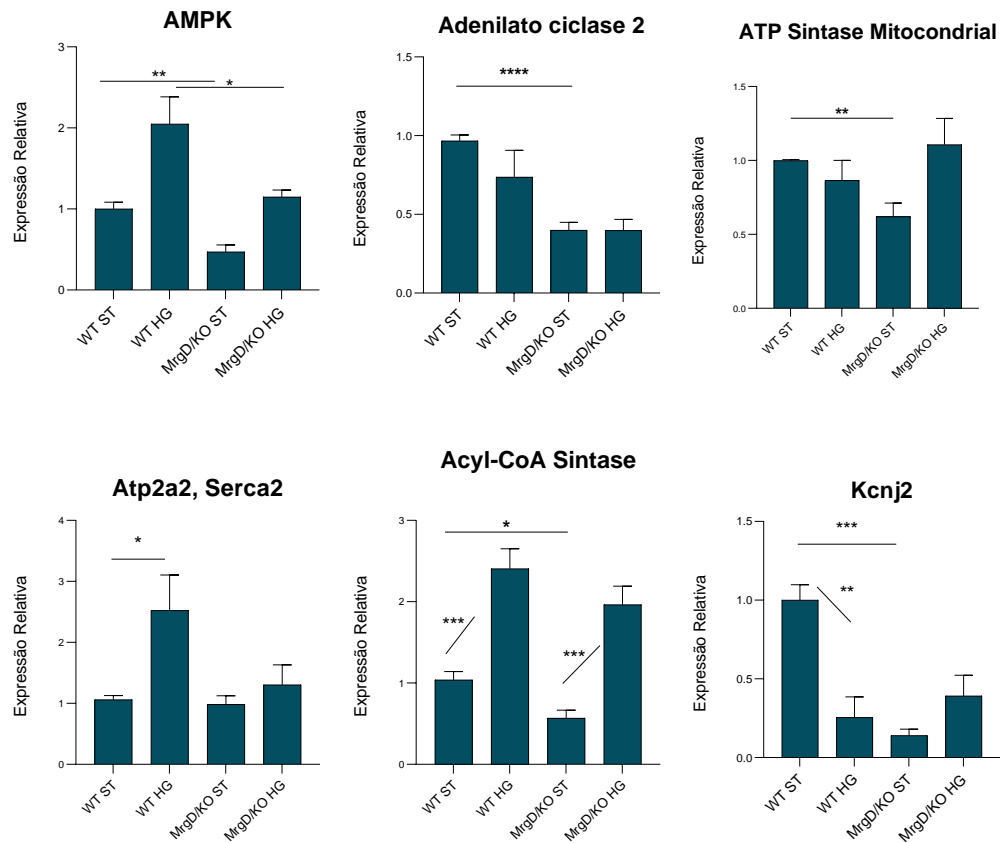 AMPK
Expressão Relativa
3
2
1
0
**
*
WT ST
WT HG
MrgD/KO ST
MrgD/KO HG
Adenilato ciclase 2
Expressão Relativa
1.5
1.0
0.5
0.0
****
WT ST
WT HG
MrgD/KO ST
MrgD/KO HG
ATP Sintase Mitocondrial
Expressão Relativa
1.5
1.0
0.5
0.0
**
WT ST
WT HG
MrgD/KO ST
MrgD/KO HG
Atp2a2, Serca2
Expressão Relativa
4
3
2
1
0
*
WT ST
WT HG
MrgD/KO ST
MrgD/KO HG
Acyl-CoA Sintase
Expressão Relativa
3
2
1
0
*
***
***
WT ST
WT HG
MrgD/KO ST
MrgD/KO HG
Kcnj2
Expressão Relativa
1.5
1.0
0.5
0.0
***
**
WT ST
WT HG
MrgD/KO ST
MrgD/KO HG